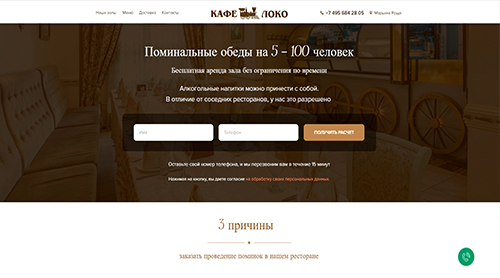 Наши залы Меню Доставка Контакты КАФЕ ЛОКО +7 495 684 28 05 Марьина Роща
Поминальные обеды на 5 – 100 человек
Бесплатная аренда зала без ограничения по времени
Алкогольные напитки можно принести с собой.
В отличие от соседних ресторанов, у нас это разрешено
Имя Телефон ПОЛУЧИТЬ РАСЧЕТ
Оставьте свой номер телефона, и мы перезвоним вам в течение 15 минут
Нажимая на кнопку, вы даете согласие на обработку своих персональных данных
3 причины
заказать проведение поминок в нашем ресторане